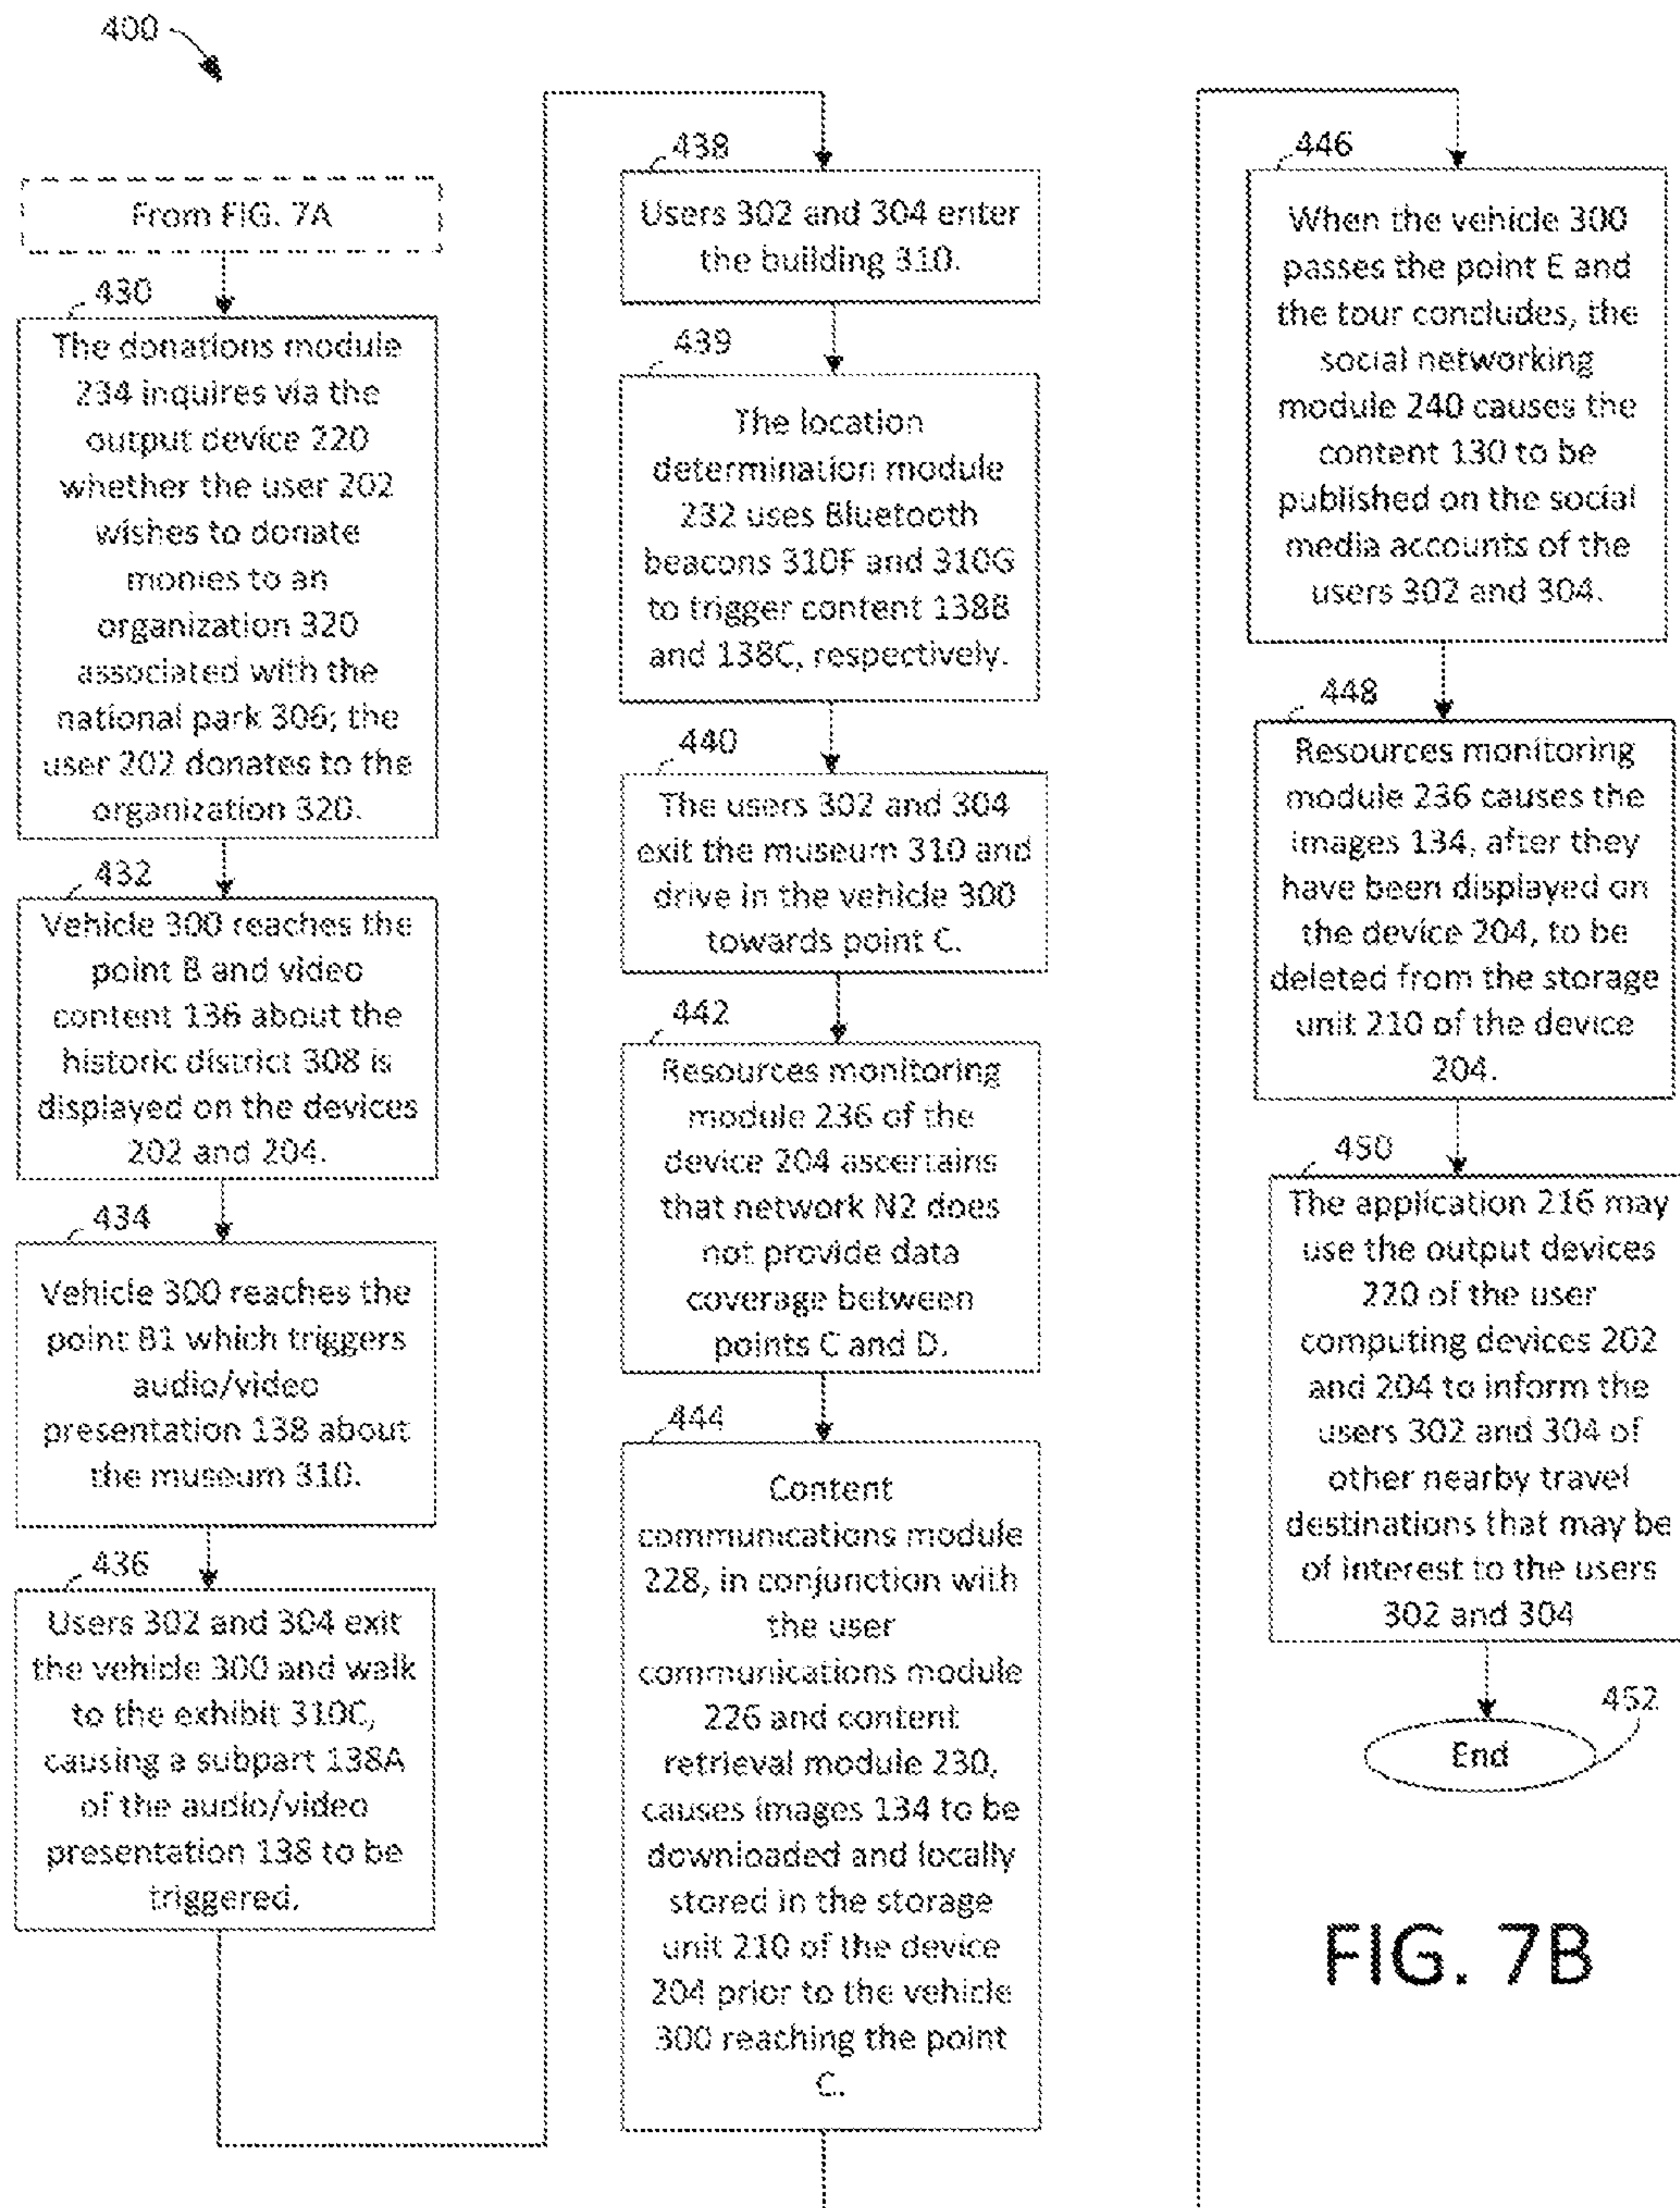 400
From FIG. 7A
430
The donations module
234 inquires via the
output device 220
whether the user 202
wishes to donate
monies to an
organization 320
associated with the
national park 306; the
user 202 donates to the
organization 320.
432
Vehicle 300 reaches the
point B and video
content 136 about the
historic district 308 is
displayed on the devices
202 and 204.
434
Vehicle 300 reaches the
point B1 which triggers
audio/video
presentation 138 about
the museum 310.
436
Users 302 and 304 exit
the vehicle 300 and walk
to the exhibit 310C,
causing a subpart 138A
of the audio/video
presentation 138 to be
triggered.
438
Users 302 and 304 enter
the building 310.
439
The location
determination module
232 uses Bluetooth
beacons 310F and 310G
to trigger content 138B
and 138C, respectively.
440
The users 302 and 304
exit the museum 310 and
drive in the vehicle 300
towards point C.
442
Resources monitoring
module 236 of the
device 204 ascertains
that network N2 does
not provide data
coverage between
points C and D.
444
Content
communications module
228, in conjunction with
the user
communications module
226 and content
retrieval module 230,
causes images 134 to be
downloaded and locally
stored in the storage
unit 210 of the device
204 prior to the vehicle
300 reaching the point
C.
446
When the vehicle 300
passes the point E and
the tour concludes, the
social networking
module 240 causes the
content 130 to be
published on the social
media accounts of the
users 302 and 304.
448
Resources monitoring
module 236 causes the
images 134, after they
have been displayed on
the device 204, to be
deleted from the storage
unit 210 of the device
204.
450
The application 216 may
use the output devices
220 of the user
computing devices 202
and 204 to inform the
users 302 and 304 of
other nearby travel
destinations that may be
of interest to the users
302 and 304
452
End
FIG. 7B